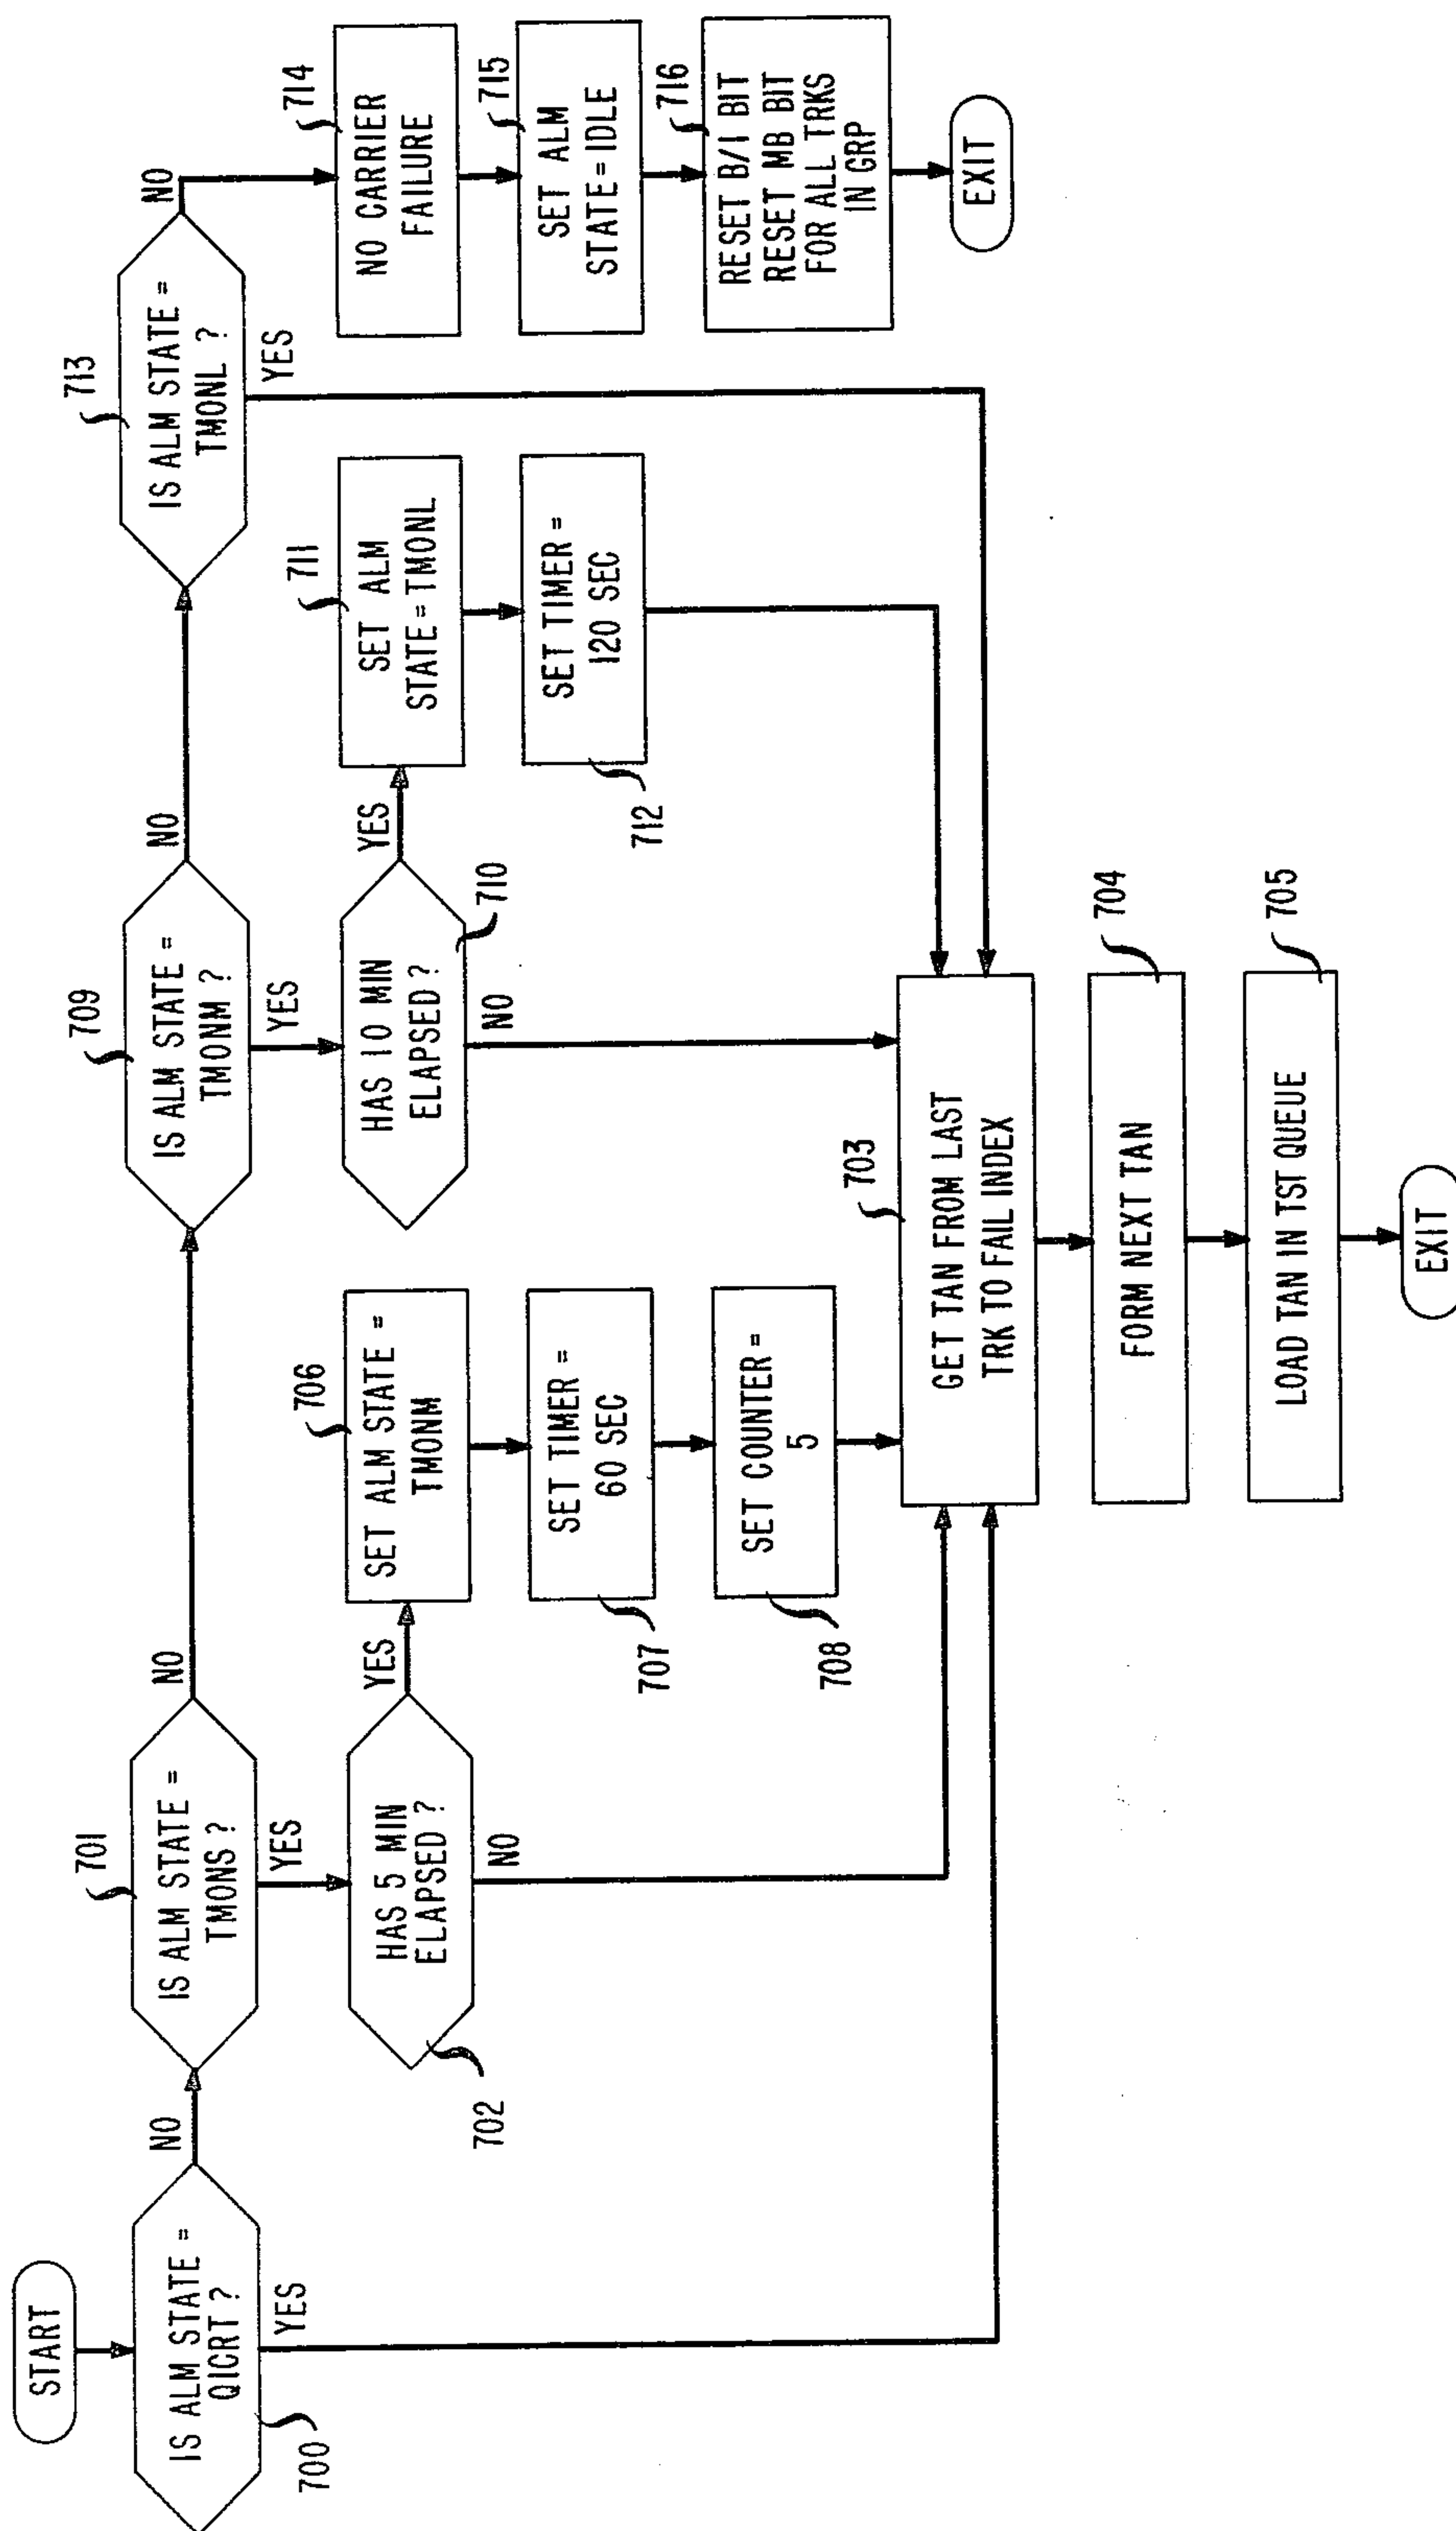 START
IS ALM STATE =
QICRT ?
700
YES
NO
701
IS ALM STATE =
TMONS ?
YES
NO
702
HAS 5 MIN
ELAPSED ?
YES
NO
706
SET ALM STATE =
TMONM
707
SET TIMER =
60 SEC
708
SET COUNTER =
5
709
IS ALM STATE =
TMONM ?
YES
NO
710
HAS 10 MIN
ELAPSED ?
YES
NO
711
SET ALM
STATE = TMONL
712
SET TIMER =
120 SEC
713
IS ALM STATE =
TMONL ?
YES
NO
714
NO CARRIER
FAILURE
715
SET ALM
STATE = IDLE
716
RESET B/I BIT
RESET MB BIT
FOR ALL TRKS
IN GRP
EXIT
703
GET TAN FROM LAST
TRK TO FAIL INDEX
704
FORM NEXT TAN
705
LOAD TAN IN TST QUEUE
EXIT